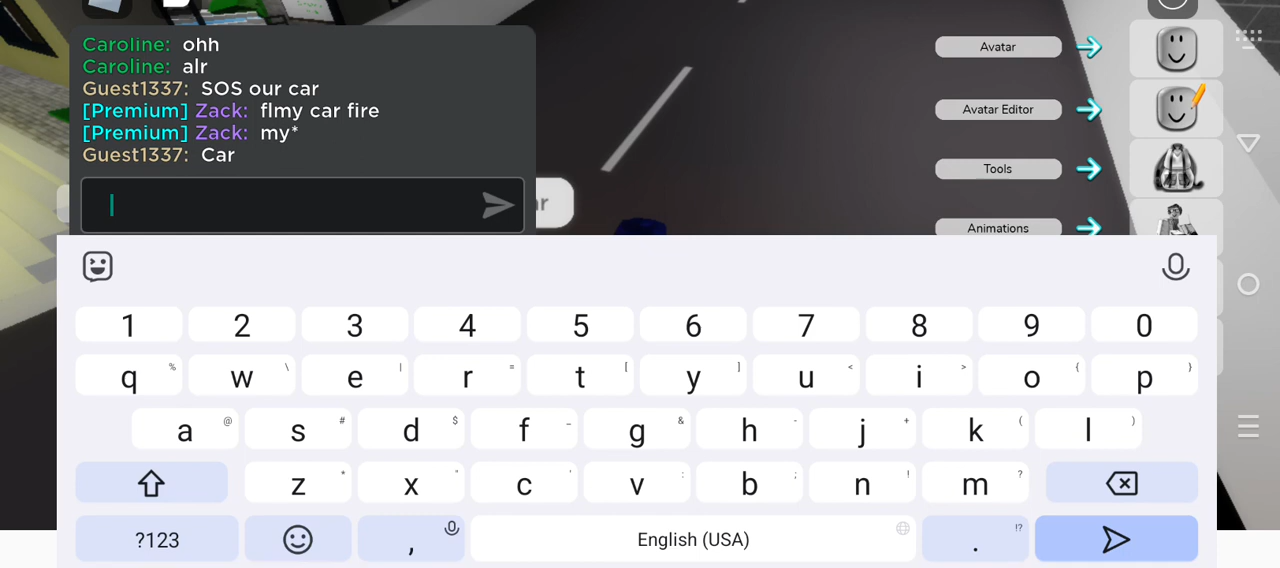 Caroline: ohh
Caroline: alr
Guest1337: SOS our car
[Premium] Zack: flmy car fire
[Premium] Zack: my*
Guest1337: Car
Avatar
Avatar Editor
Tools
Animations
1 2 3 4 5 6 7 8 9 0
q % w \ e | r = t [ y ] u < i > o { p }
a @ s # d $ f _ g & h - j + k ( l )
z * x " c ' v : b ; n ! m ?
?123 , English (USA) . !?